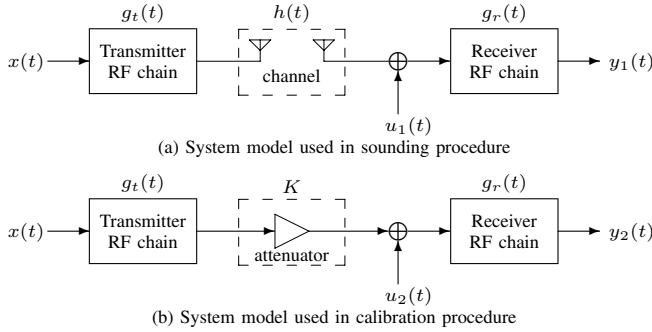 g_t(t) h(t) g_r(t)
x(t) Transmitter RF chain channel Receiver RF chain y_1(t)
u_1(t)
(a) System model used in sounding procedure
g_t(t) K g_r(t)
x(t) Transmitter RF chain attenuator Receiver RF chain y_2(t)
u_2(t)
(b) System model used in calibration procedure